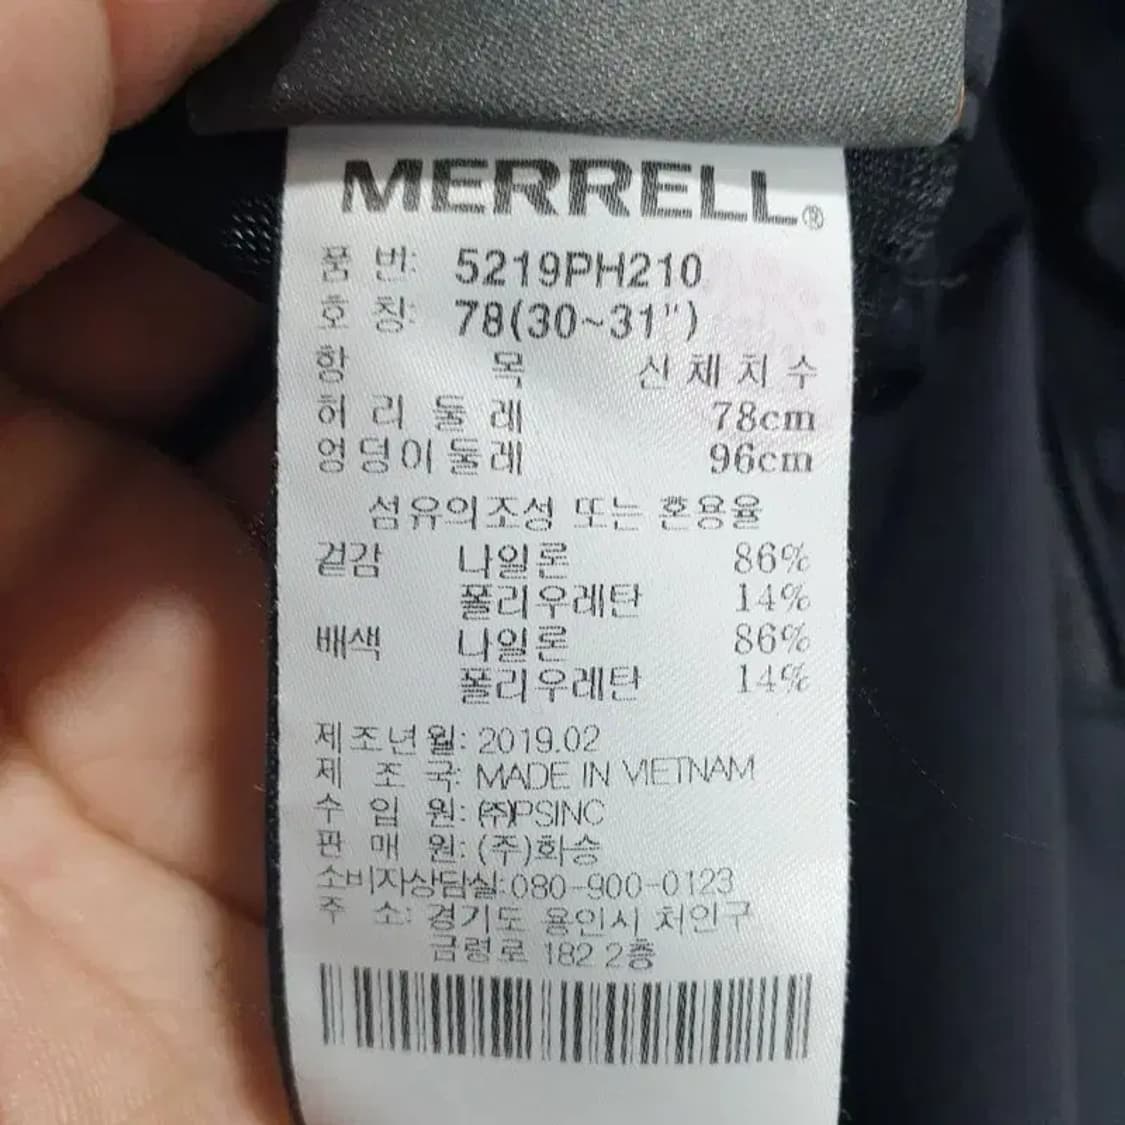 MERRELL®
품 번: 5219PH210
호 칭: 78(30~31")
항 목 신체치수
허리둘레 78cm
엉덩이둘레 96cm
섬유의조성 또는 혼용율
겉감 나일론 86%
폴리우레탄 14%
배색 나일론 86%
폴리우레탄 14%
제조년월: 2019.02
제 조 국: MADE IN VIETNAM
수 입 원: (주)PSINC
판 매 원: (주)화승
소비자상담실:080-900-0123
주 소: 경기도 용인시 처인구
금령로 182 2층